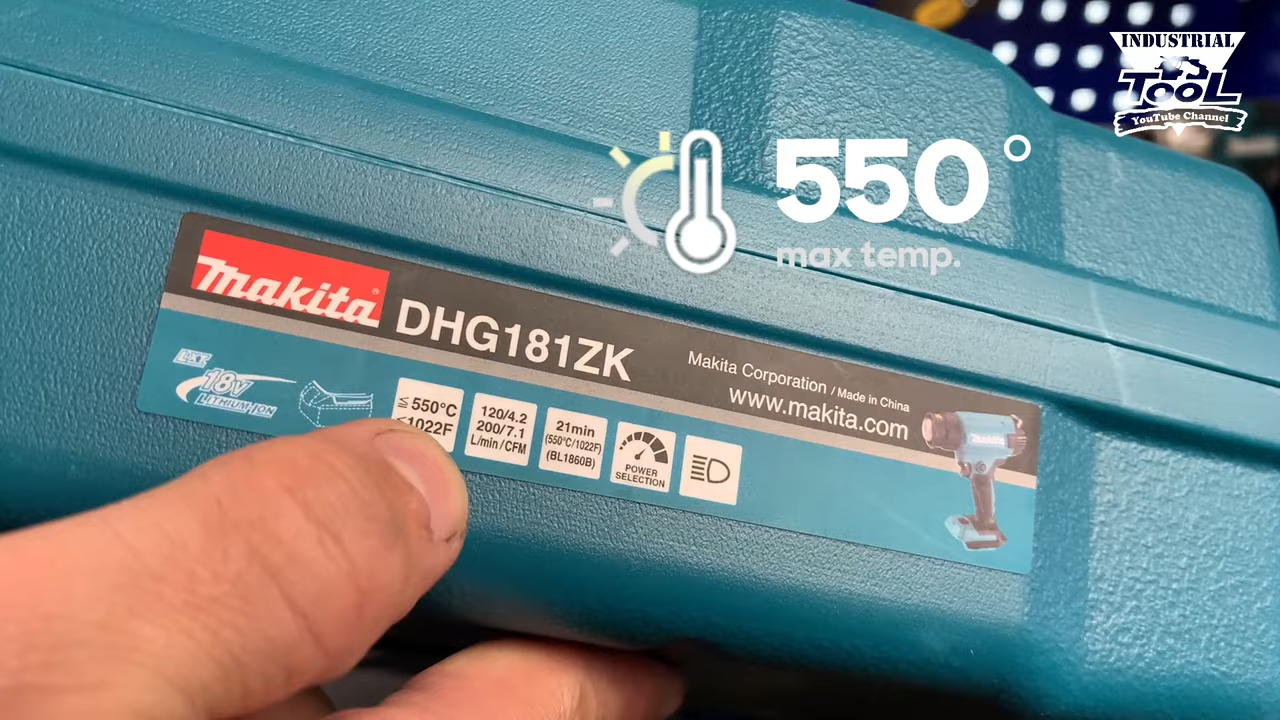 INDUSTRIAL
TOOL
YouTube Channel
550°
max temp.
makita
DHG181ZK
Makita Corporation / Made in China
www.makita.com
LXT
18V
LITHIUM-ION
≦ 550°C
≦1022F
120/4.2
200/7.1
L/min/CFM
21min
(550°C/1022F)
(BL1860B)
POWER
SELECTION
Makita